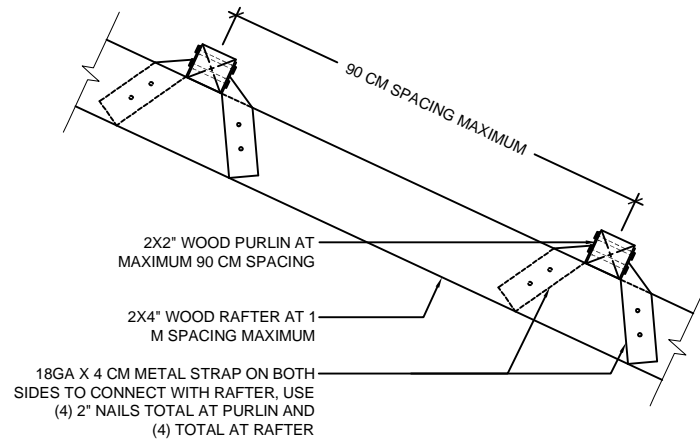 90 CM SPACING MAXIMUM
2X2" WOOD PURLIN AT
MAXIMUM 90 CM SPACING
2X4" WOOD RAFTER AT 1
M SPACING MAXIMUM
18GA X 4 CM METAL STRAP ON BOTH
SIDES TO CONNECT WITH RAFTER, USE
(4) 2" NAILS TOTAL AT PURLIN AND
(4) TOTAL AT RAFTER